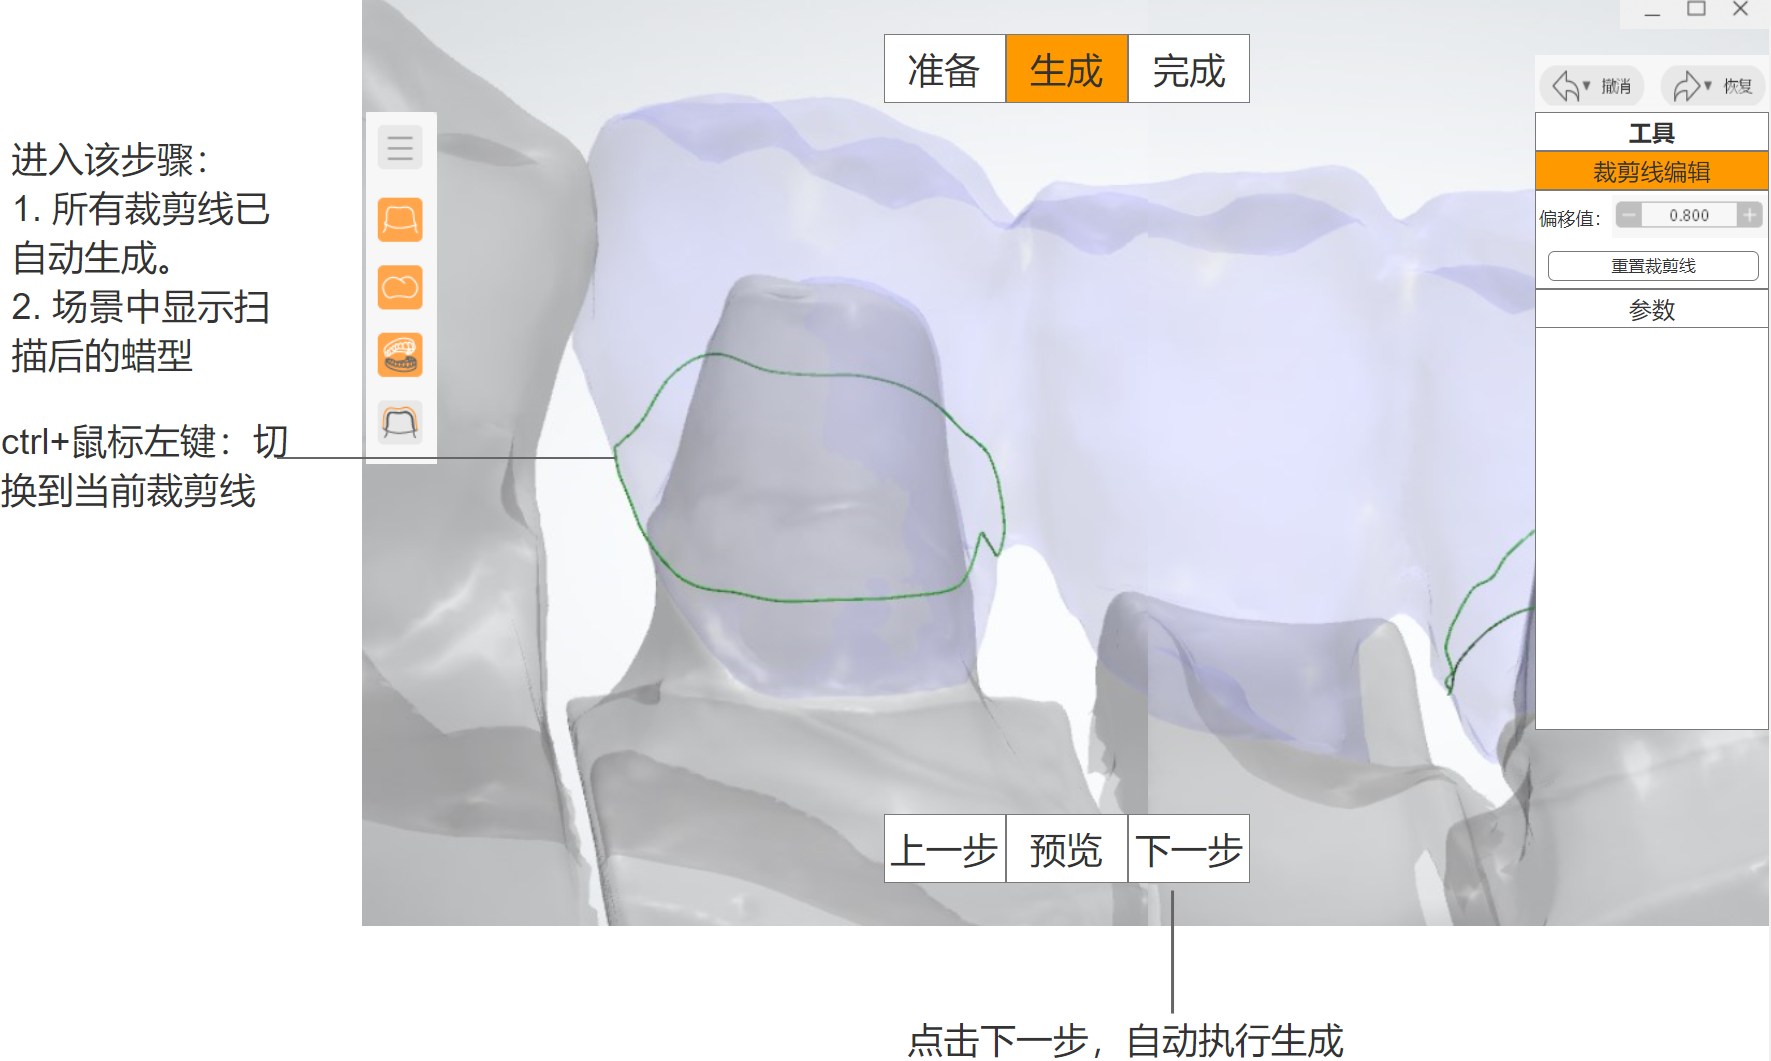 准备 生成 完成
撤消 恢复
工具
裁剪线编辑
偏移值： 0.800
重置裁剪线
参数
进入该步骤：
1. 所有裁剪线已
自动生成。
2. 场景中显示扫
描后的蜡型
ctrl+鼠标左键：切
换到当前裁剪线
上一步 预览 下一步
点击下一步，自动执行生成